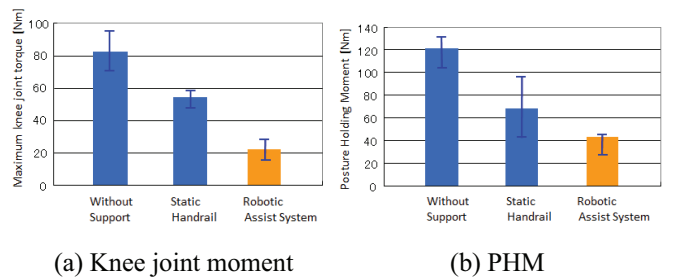 Maximum knee joint torque [Nm]
100
80
60
40
20
0
Without
Support
Static
Handrail
Robotic
Assist System
(a) Knee joint moment
Posture Holding Moment [Nm]
140
120
100
80
60
40
20
0
Without
Support
Static
Handrail
Robotic
Assist System
(b) PHM